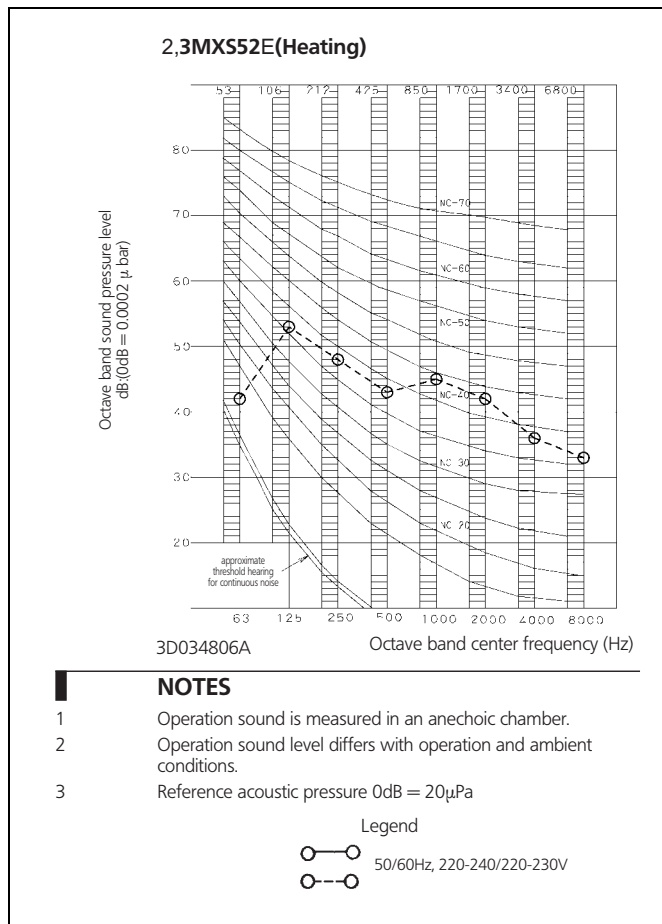 2,3MXS52E(Heating)
53 106 212 425 850 1700 3400 6800
80
70
60
50
40
30
20
Octave band sound pressure level
dB:(0dB = 0.0002 μ bar)
NC-70
NC-60
NC-50
NC-40
NC-30
NC-20
approximate
threshold hearing
for continuous noise
63 125 250 500 1000 2000 4000 8000
3D034806A
Octave band center frequency (Hz)
NOTES
1 Operation sound is measured in an anechoic chamber.
2 Operation sound level differs with operation and ambient
conditions.
3 Reference acoustic pressure 0dB = 20μPa
Legend
50/60Hz, 220-240/220-230V